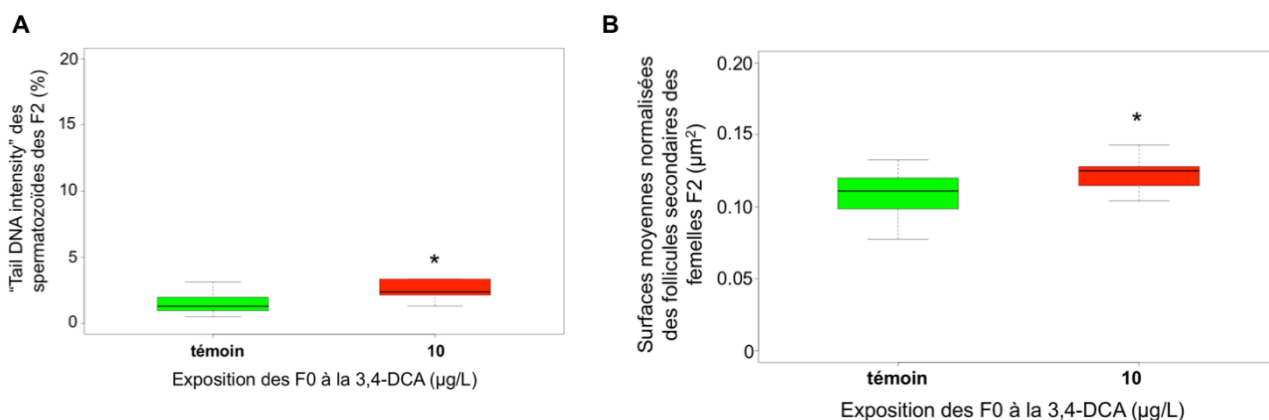 A
"Tail DNA intensity" des
spermatozoïdes des F2 (%)
20
15
10
5
0
*
témoin
10
Exposition des F0 à la 3,4-DCA (µg/L)
B
Surfaces moyennes normalisées
des follicules secondaires des
femelles F2 (µm²)
0.20
0.15
0.10
0.05
0
*
témoin
10
Exposition des F0 à la 3,4-DCA (µg/L)